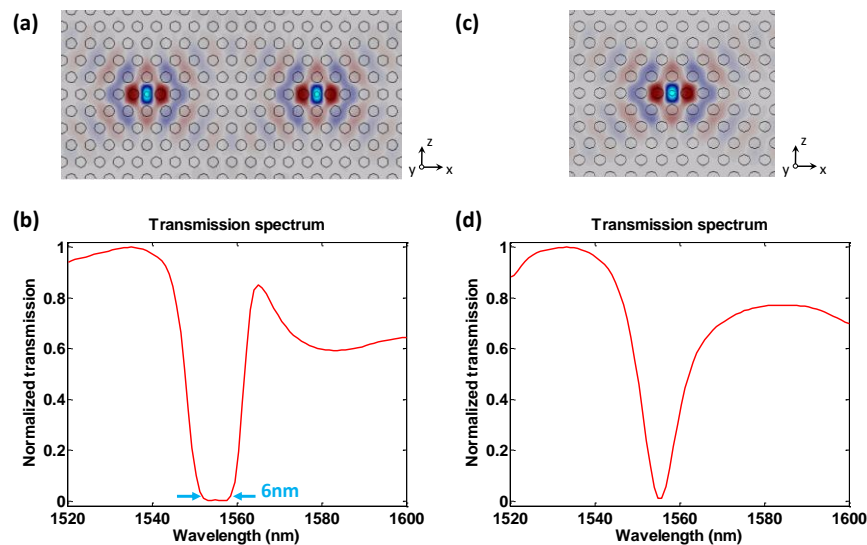 (a)
z
y x
(c)
z
y x
(b)
Transmission spectrum
Normalized transmission
1
0.8
0.6
0.4
0.2
0
6nm
1520 1540 1560 1580 1600
Wavelength (nm)
(d)
Transmission spectrum
Normalized transmission
1
0.8
0.6
0.4
0.2
0
1520 1540 1560 1580 1600
Wavelength (nm)